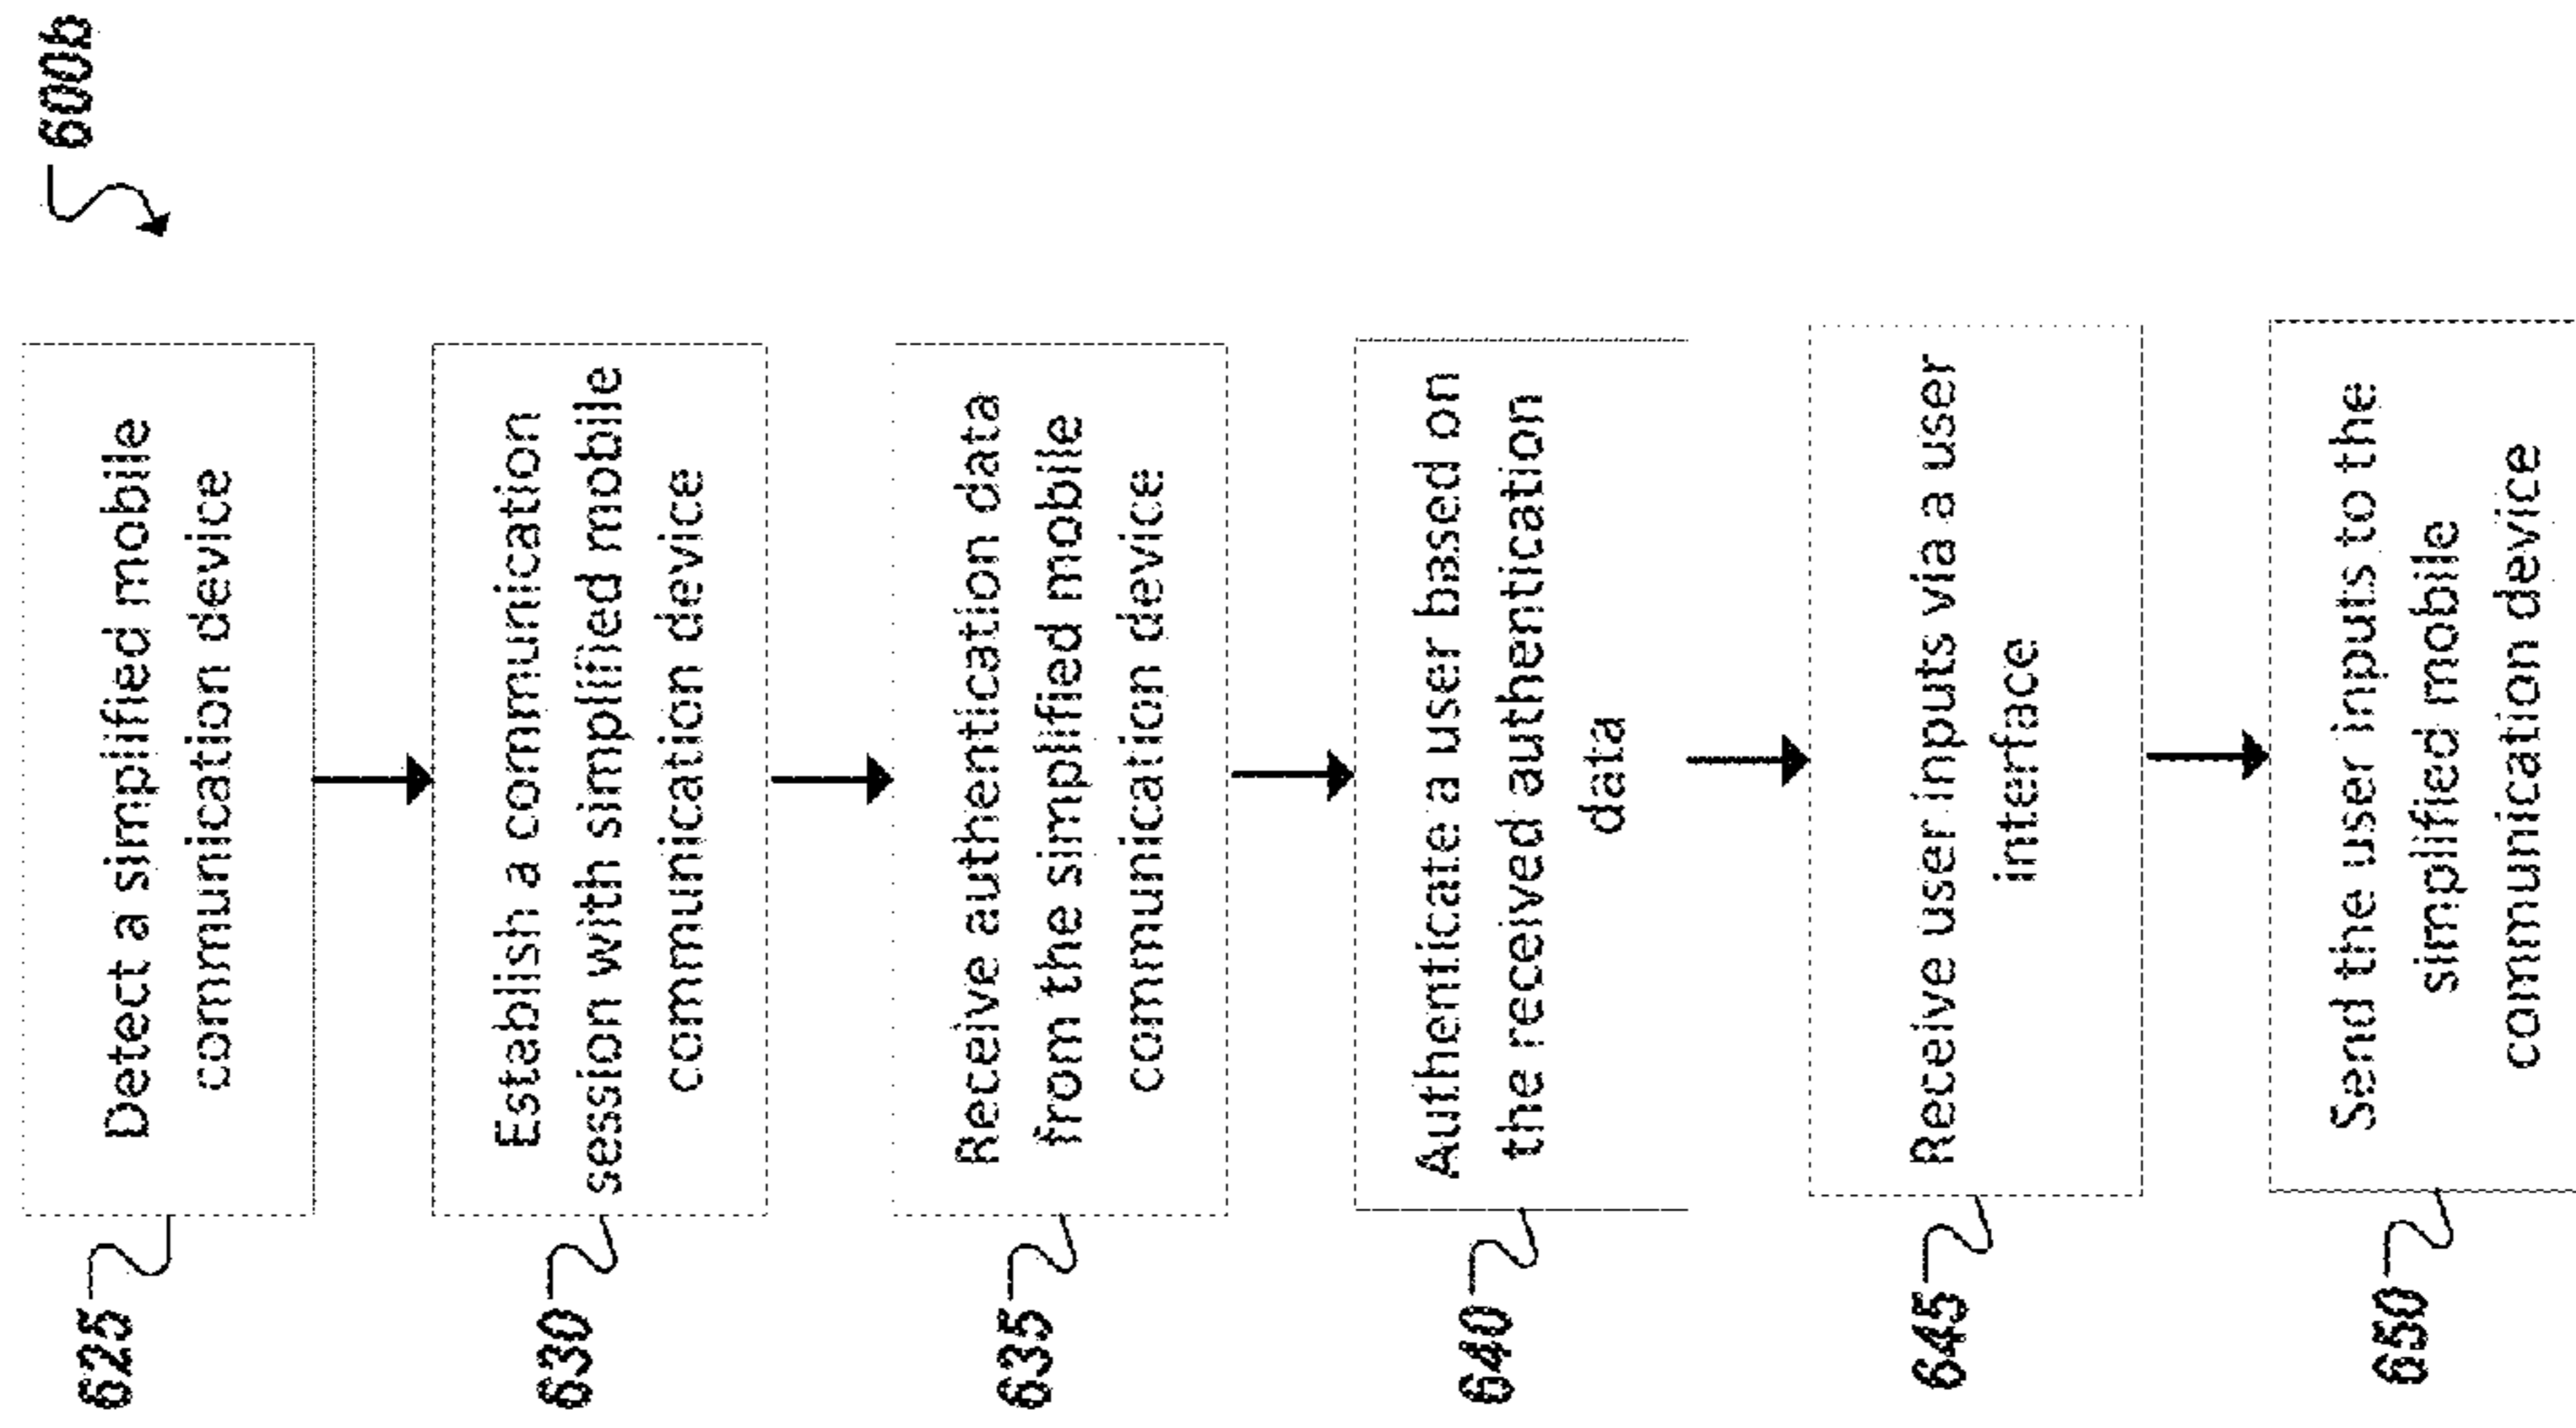 600b
625
Detect a simplified mobile
communication device
630
Establish a communication
session with simplified mobile
communication device
635
Receive authentication data
from the simplified mobile
communication device
640
Authenticate a user based on
the received authentication
data
645
Receive user inputs via a user
interface
650
Send the user inputs to the
simplified mobile
communication device